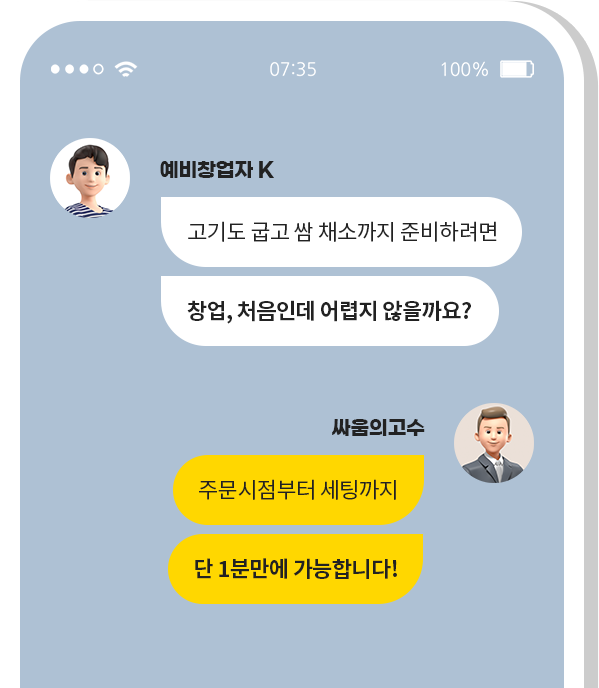 07:35
100%
예비창업자 K
고기도 굽고 쌈 채소까지 준비하려면
창업, 처음인데 어렵지 않을까요?
싸움의고수
주문시점부터 세팅까지
단 1분만에 가능합니다!